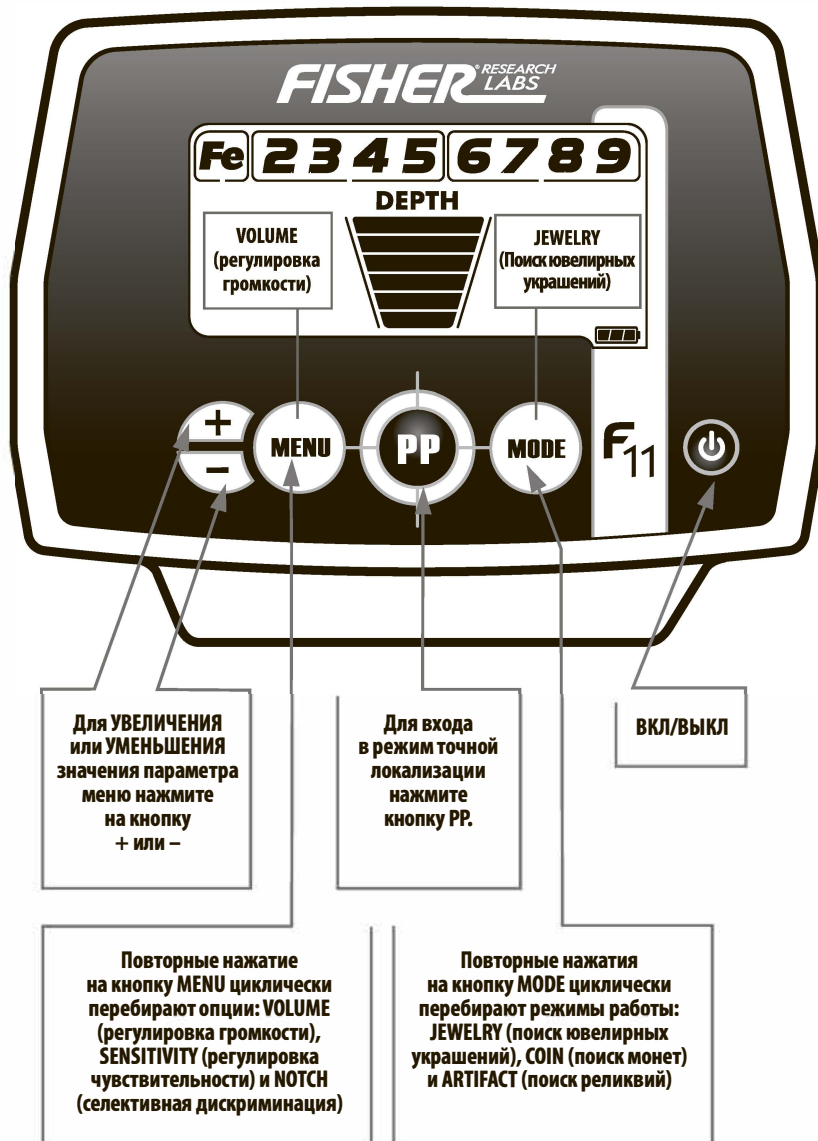 FISHER® RESEARCH LABS
Fe 2 3 4 5 6 7 8 9
DEPTH
VOLUME
(регулировка
громкости)
JEWELRY
(Поиск ювелирных
украшений)
+
−
MENU
PP
MODE
F11
Для УВЕЛИЧЕНИЯ
или УМЕНЬШЕНИЯ
значения параметра
меню нажмите
на кнопку
+ или −
Для входа
в режим точной
локализации
нажмите
кнопку PP.
ВКЛ/ВЫКЛ
Повторные нажатие
на кнопку MENU циклически
перебирают опции: VOLUME
(регулировка громкости),
SENSITIVITY (регулировка
чувствительности) и NOTCH
(селективная дискриминация)
Повторные нажатия
на кнопку MODE циклически
перебирают режимы работы:
JEWELRY (поиск ювелирных
украшений), COIN (поиск монет)
и ARTIFACT (поиск реликвий)